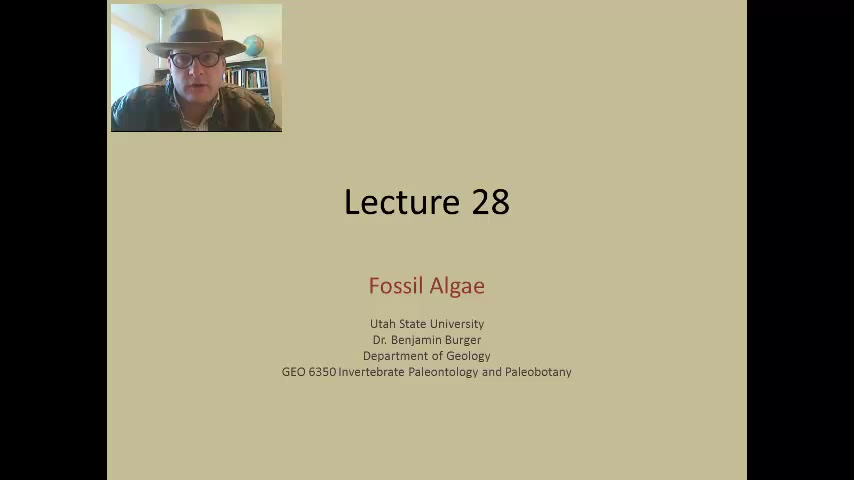 Lecture 28
Fossil Algae
Utah State University
Dr. Benjamin Burger
Department of Geology
GEO 6350 Invertebrate Paleontology and Paleobotany